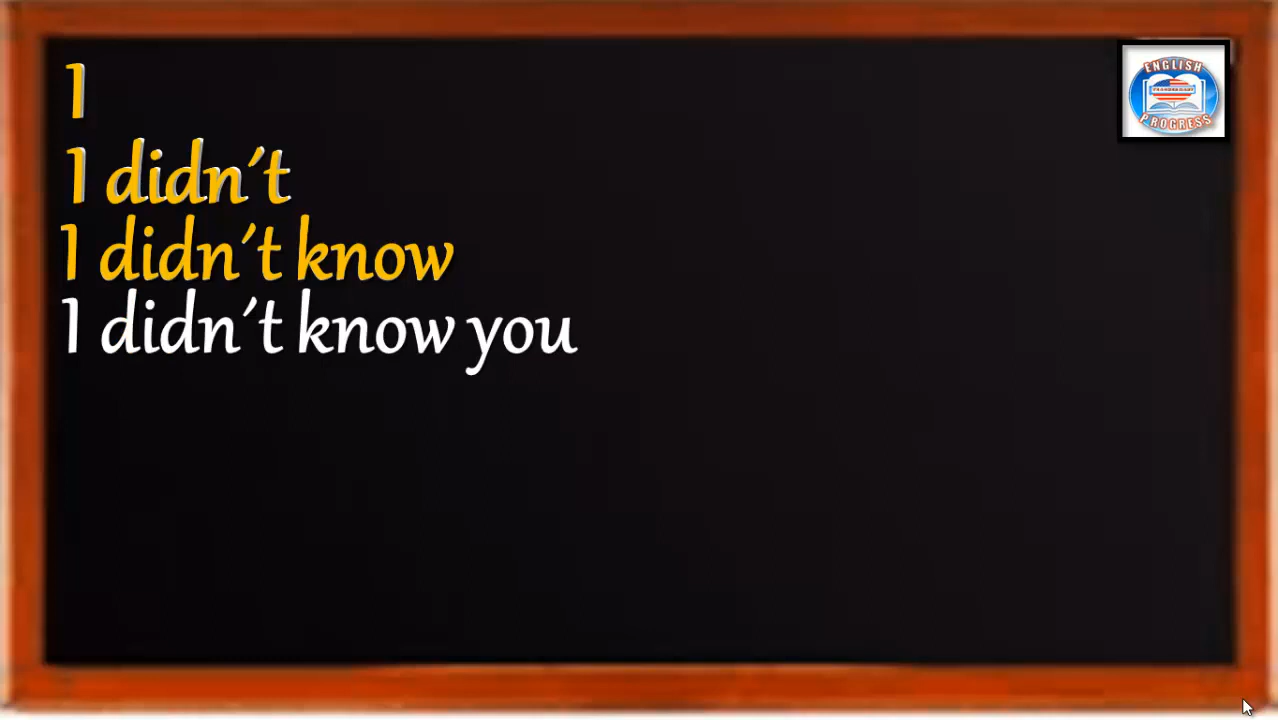 I
I didn´t
I didn´t know
I didn´t know you
ENGLISH
PROGRESS